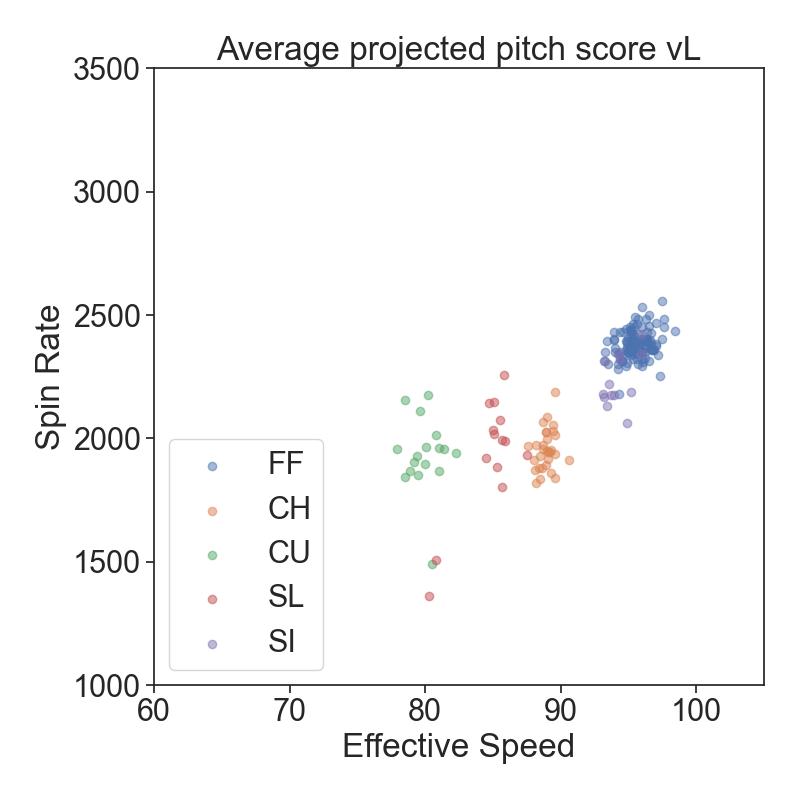 Average projected pitch score vL
3500
3000
2500
2000
1500
1000
Spin Rate
FF
CH
CU
SL
SI
60 70 80 90 100
Effective Speed